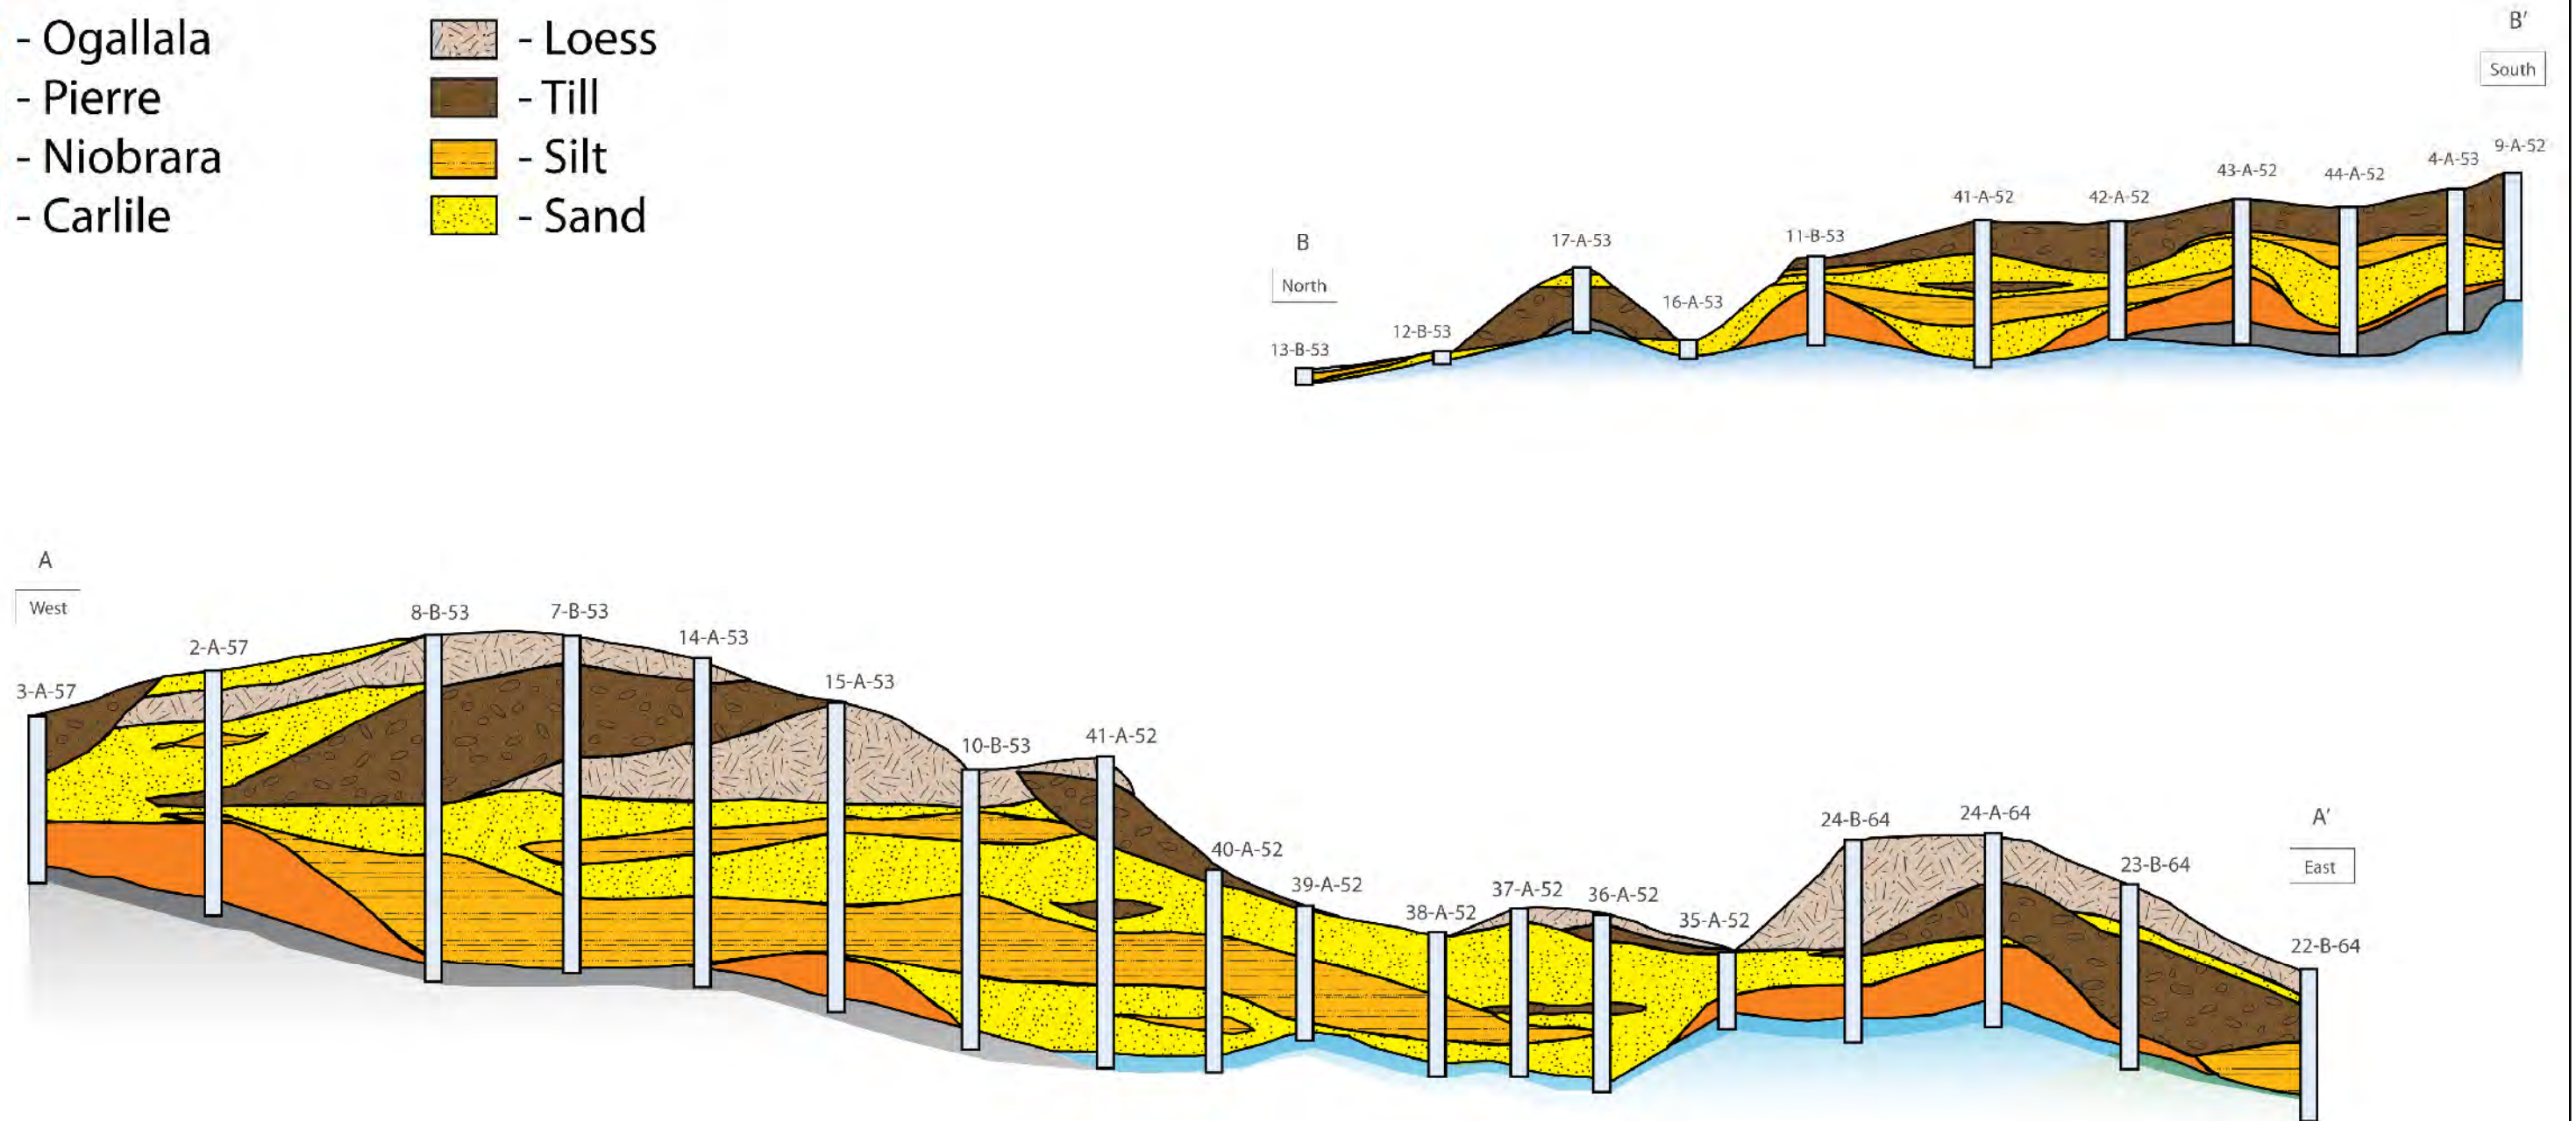 - Ogallala
- Pierre
- Niobrara
- Carlile
- Loess
- Till
- Silt
- Sand
B'
South
9-A-52
4-A-53
44-A-52
43-A-52
42-A-52
41-A-52
11-B-53
16-A-53
17-A-53
B
North
12-B-53
13-B-53
A
West
3-A-57
2-A-57
8-B-53
7-B-53
14-A-53
15-A-53
10-B-53
41-A-52
40-A-52
39-A-52
38-A-52
37-A-52
36-A-52
35-A-52
24-B-64
24-A-64
23-B-64
22-B-64
A'
East